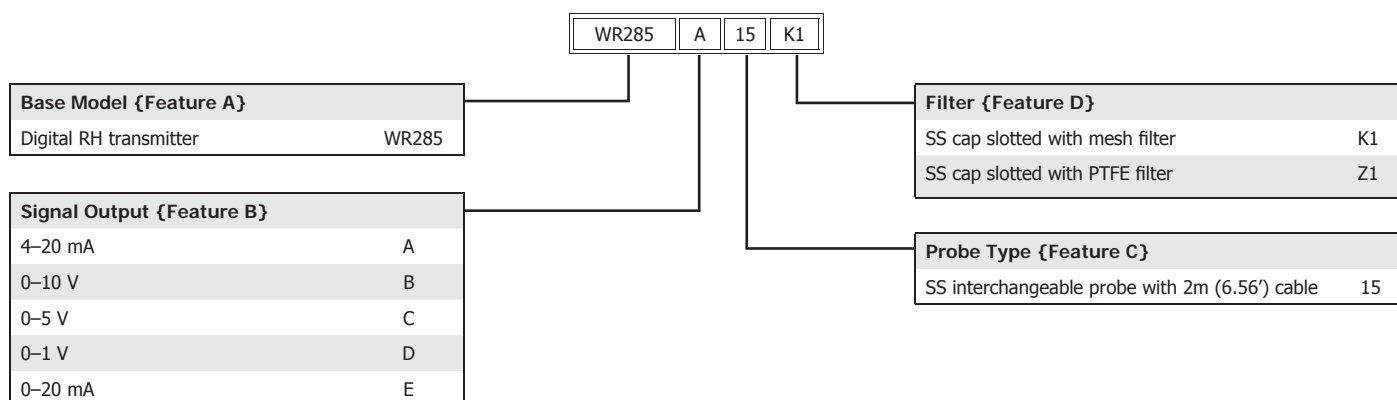 WR285 A 15 K1
Base Model {Feature A}
Digital RH transmitter WR285
Signal Output {Feature B}
4–20 mA A
0–10 V B
0–5 V C
0–1 V D
0–20 mA E
Filter {Feature D}
SS cap slotted with mesh filter K1
SS cap slotted with PTFE filter Z1
Probe Type {Feature C}
SS interchangeable probe with 2m (6.56′) cable 15